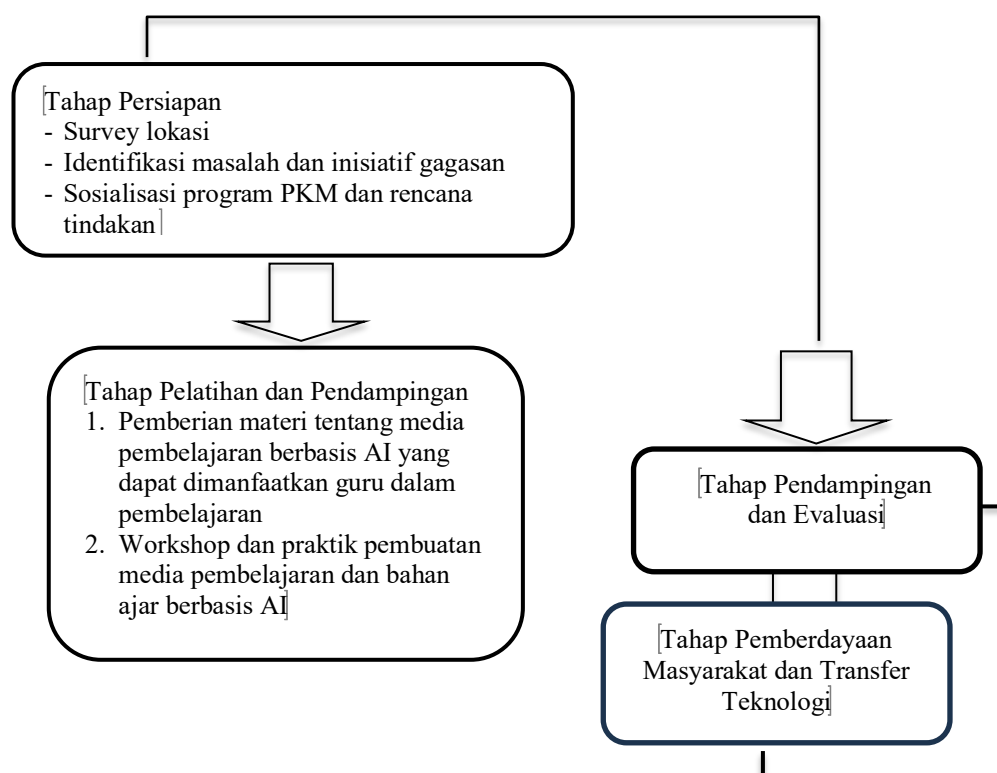 Tahap Persiapan
- Survey lokasi
- Identifikasi masalah dan inisiatif gagasan
- Sosialisasi program PKM dan rencana
tindakan
Tahap Pelatihan dan Pendampingan
1. Pemberian materi tentang media
pembelajaran berbasis AI yang
dapat dimanfaatkan guru dalam
pembelajaran
2. Workshop dan praktik pembuatan
media pembelajaran dan bahan
ajar berbasis AI
Tahap Pendampingan
dan Evaluasi
Tahap Pemberdayaan
Masyarakat dan Transfer
Teknologi